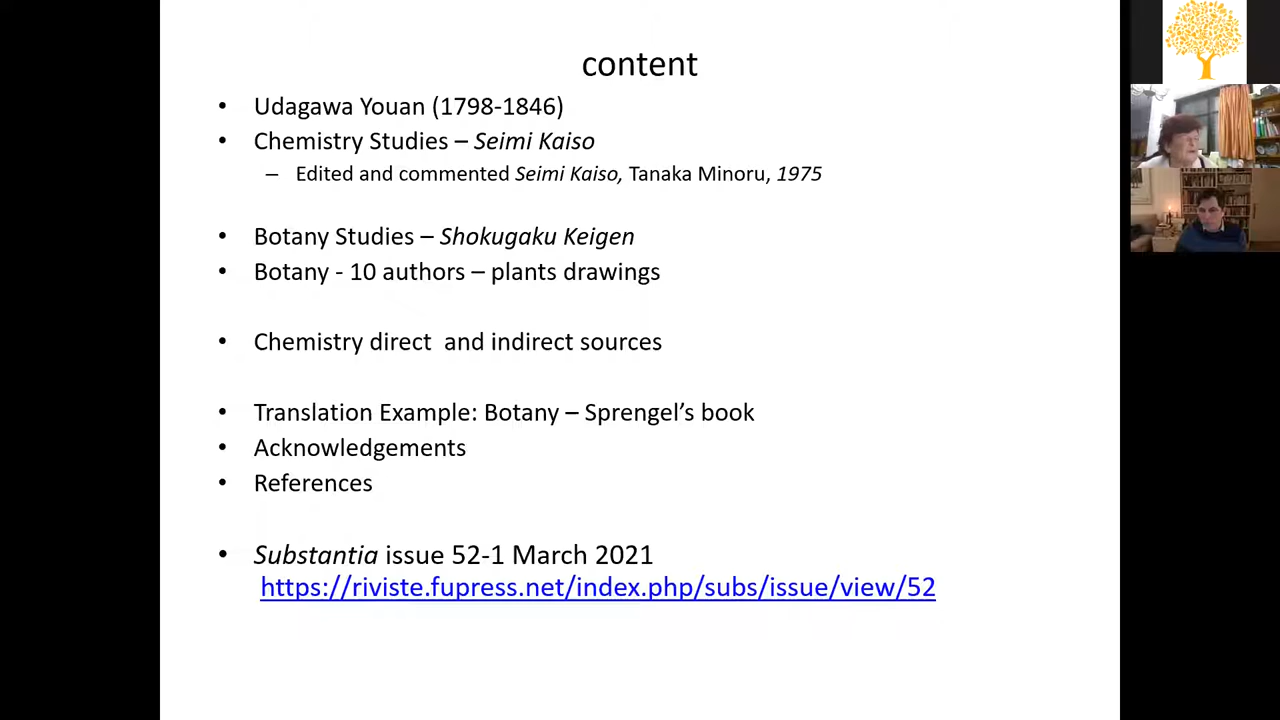 content
• Udagawa Youan (1798-1846)
• Chemistry Studies – Seimi Kaiso
– Edited and commented Seimi Kaiso, Tanaka Minoru, 1975
• Botany Studies – Shokugaku Keigen
• Botany - 10 authors – plants drawings
• Chemistry direct and indirect sources
• Translation Example: Botany – Sprengel’s book
• Acknowledgements
• References
• Substantia issue 52-1 March 2021
https://riviste.fupress.net/index.php/subs/issue/view/52